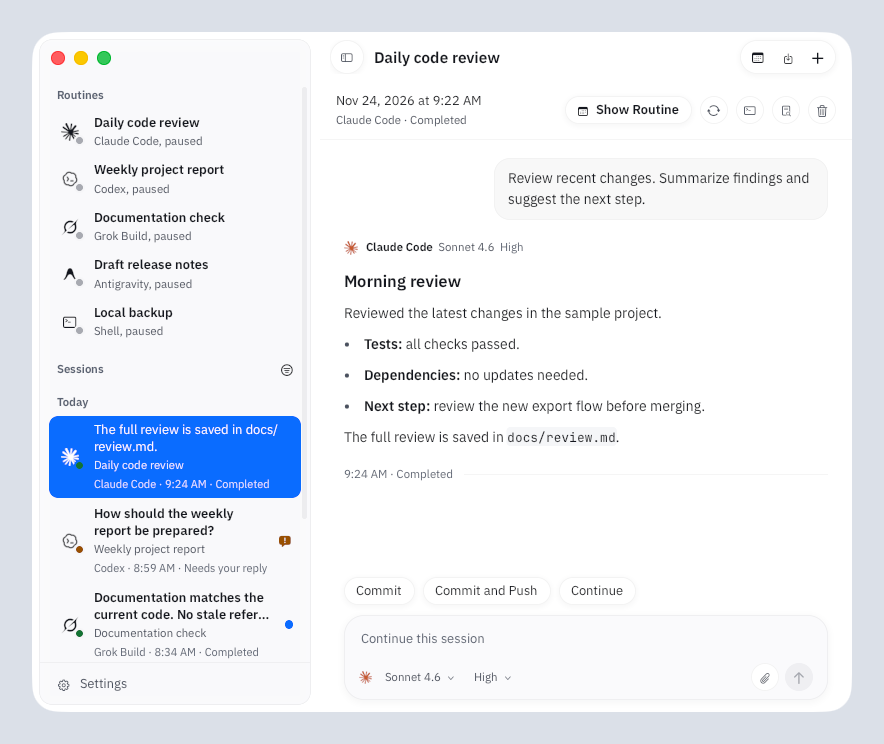 Routines
Daily code review
Claude Code, paused
Weekly project report
Codex, paused
Documentation check
Grok Build, paused
Draft release notes
Antigravity, paused
Local backup
Shell, paused
Sessions
Today
The full review is saved in docs/
review.md.
Daily code review
Claude Code · 9:24 AM · Completed
How should the weekly
report be prepared?
Weekly project report
Codex · 8:59 AM · Needs your reply
Documentation matches the
current code. No stale refer...
Documentation check
Grok Build · 8:34 AM · Completed
Settings
Daily code review
Nov 24, 2026 at 9:22 AM
Claude Code · Completed
Show Routine
Review recent changes. Summarize findings and
suggest the next step.
Claude Code Sonnet 4.6 High
Morning review
Reviewed the latest changes in the sample project.
• Tests: all checks passed.
• Dependencies: no updates needed.
• Next step: review the new export flow before merging.
The full review is saved in docs/review.md.
9:24 AM · Completed
Commit
Commit and Push
Continue
Continue this session
Sonnet 4.6
High